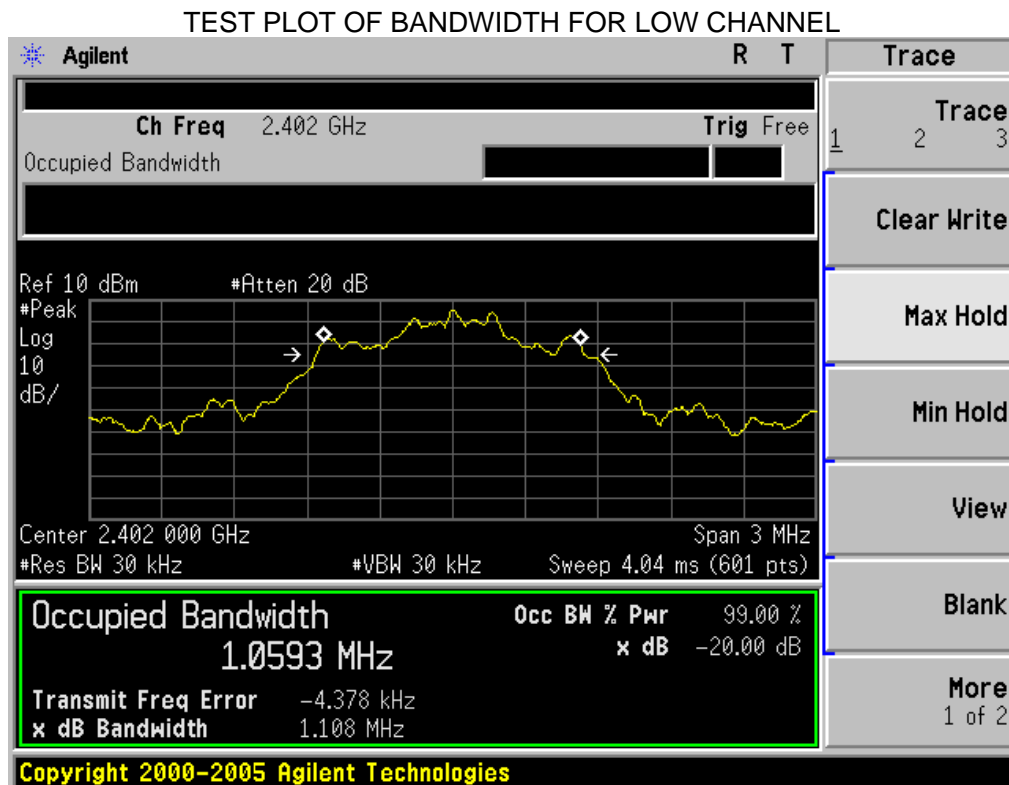 TEST PLOT OF BANDWIDTH FOR LOW CHANNEL
Agilent R T
Trace
Ch Freq 2.402 GHz Trig Free
Occupied Bandwidth
Trace
1 2 3
Clear Write
Max Hold
Min Hold
View
Blank
More
1 of 2
Ref 10 dBm #Atten 20 dB
#Peak
Log
10
dB/
Center 2.402 000 GHz Span 3 MHz
#Res BW 30 kHz #VBW 30 kHz Sweep 4.04 ms (601 pts)
Occupied Bandwidth Occ BW % Pwr 99.00 %
1.0593 MHz x dB -20.00 dB
Transmit Freq Error -4.378 kHz
x dB Bandwidth 1.108 MHz
Copyright 2000-2005 Agilent Technologies